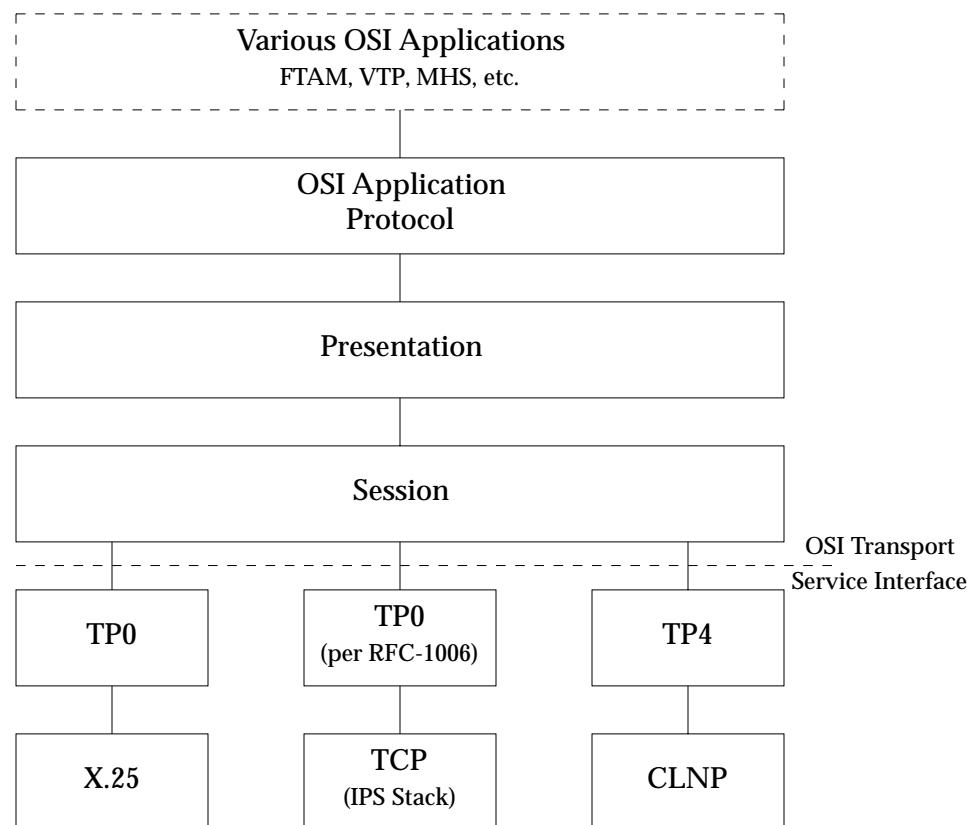 Various OSI Applications
FTAM, VTP, MHS, etc.
OSI Application
Protocol
Presentation
Session
OSI Transport
Service Interface
TP0
TP0
(per RFC-1006)
TP4
X.25
TCP
(IPS Stack)
CLNP